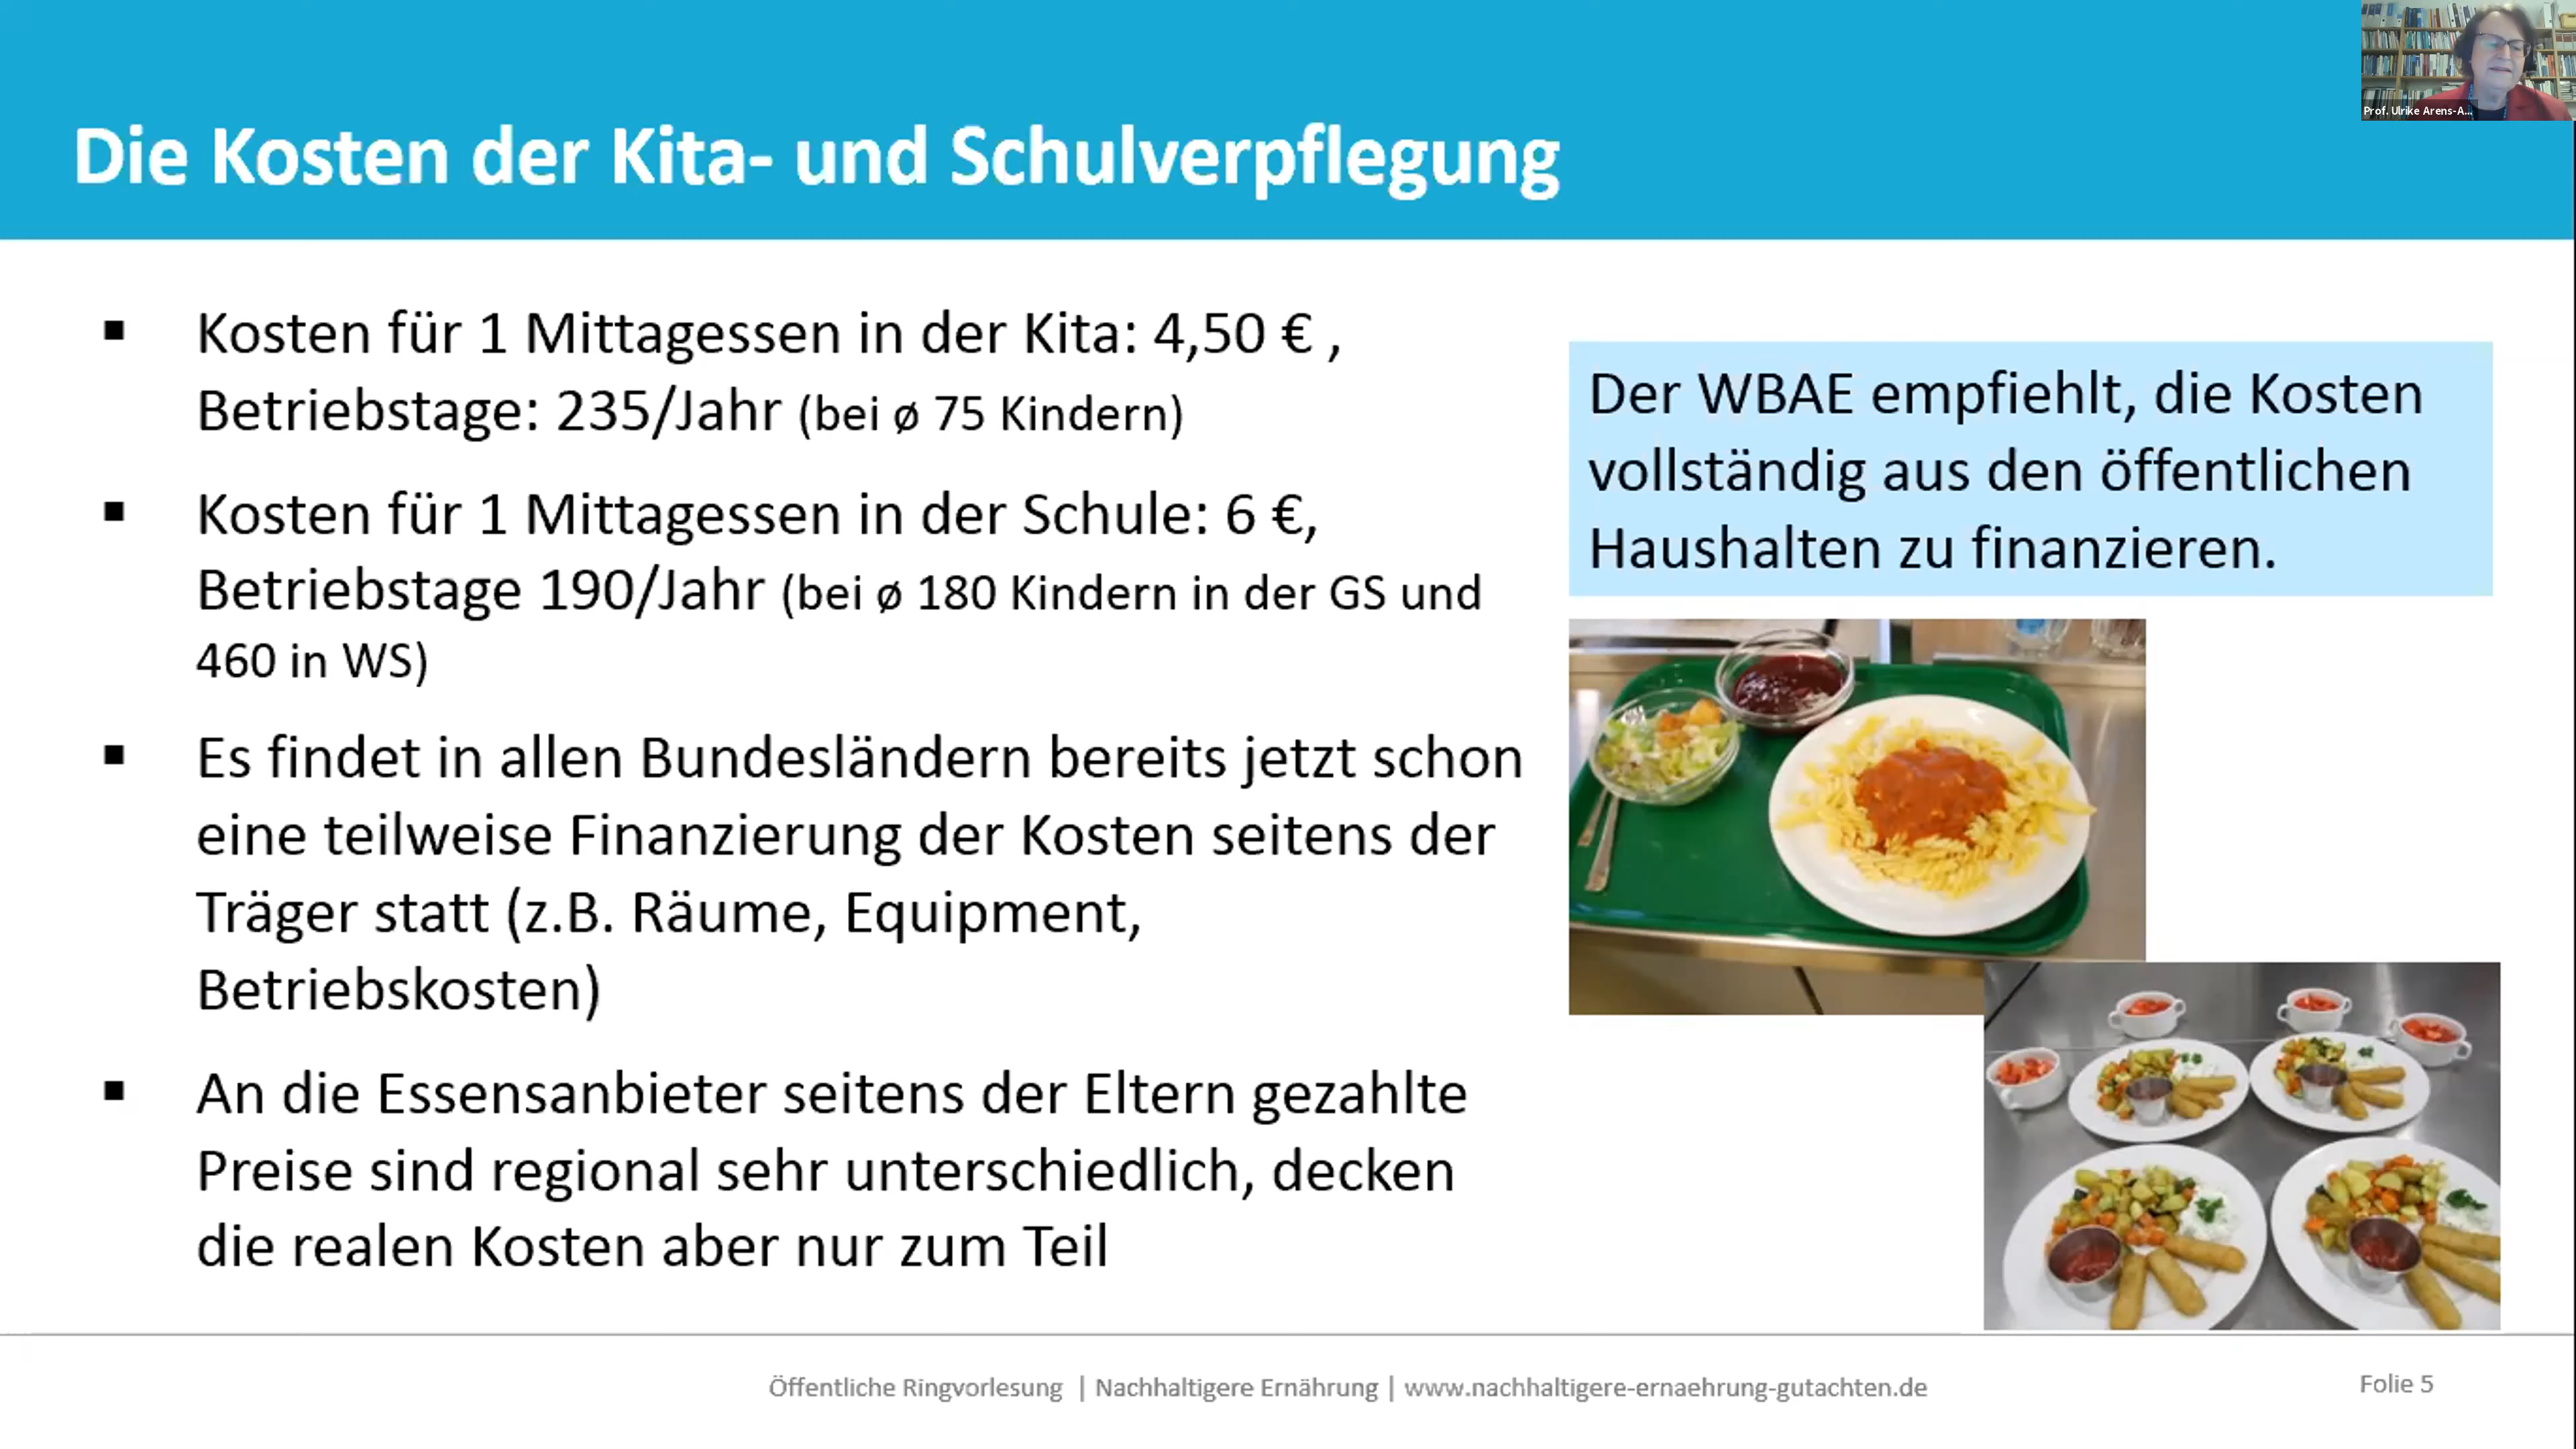 Prof. Ulrike Arens-A...
Die Kosten der Kita- und Schulverpflegung
▪ Kosten für 1 Mittagessen in der Kita: 4,50 € ,
Betriebstage: 235/Jahr (bei ø 75 Kindern)
▪ Kosten für 1 Mittagessen in der Schule: 6 €,
Betriebstage 190/Jahr (bei ø 180 Kindern in der GS und
460 in WS)
▪ Es findet in allen Bundesländern bereits jetzt schon
eine teilweise Finanzierung der Kosten seitens der
Träger statt (z.B. Räume, Equipment,
Betriebskosten)
▪ An die Essensanbieter seitens der Eltern gezahlte
Preise sind regional sehr unterschiedlich, decken
die realen Kosten aber nur zum Teil
Der WBAE empfiehlt, die Kosten
vollständig aus den öffentlichen
Haushalten zu finanzieren.
Öffentliche Ringvorlesung | Nachhaltigere Ernährung | www.nachhaltigere-ernaehrung-gutachten.de
Folie 5